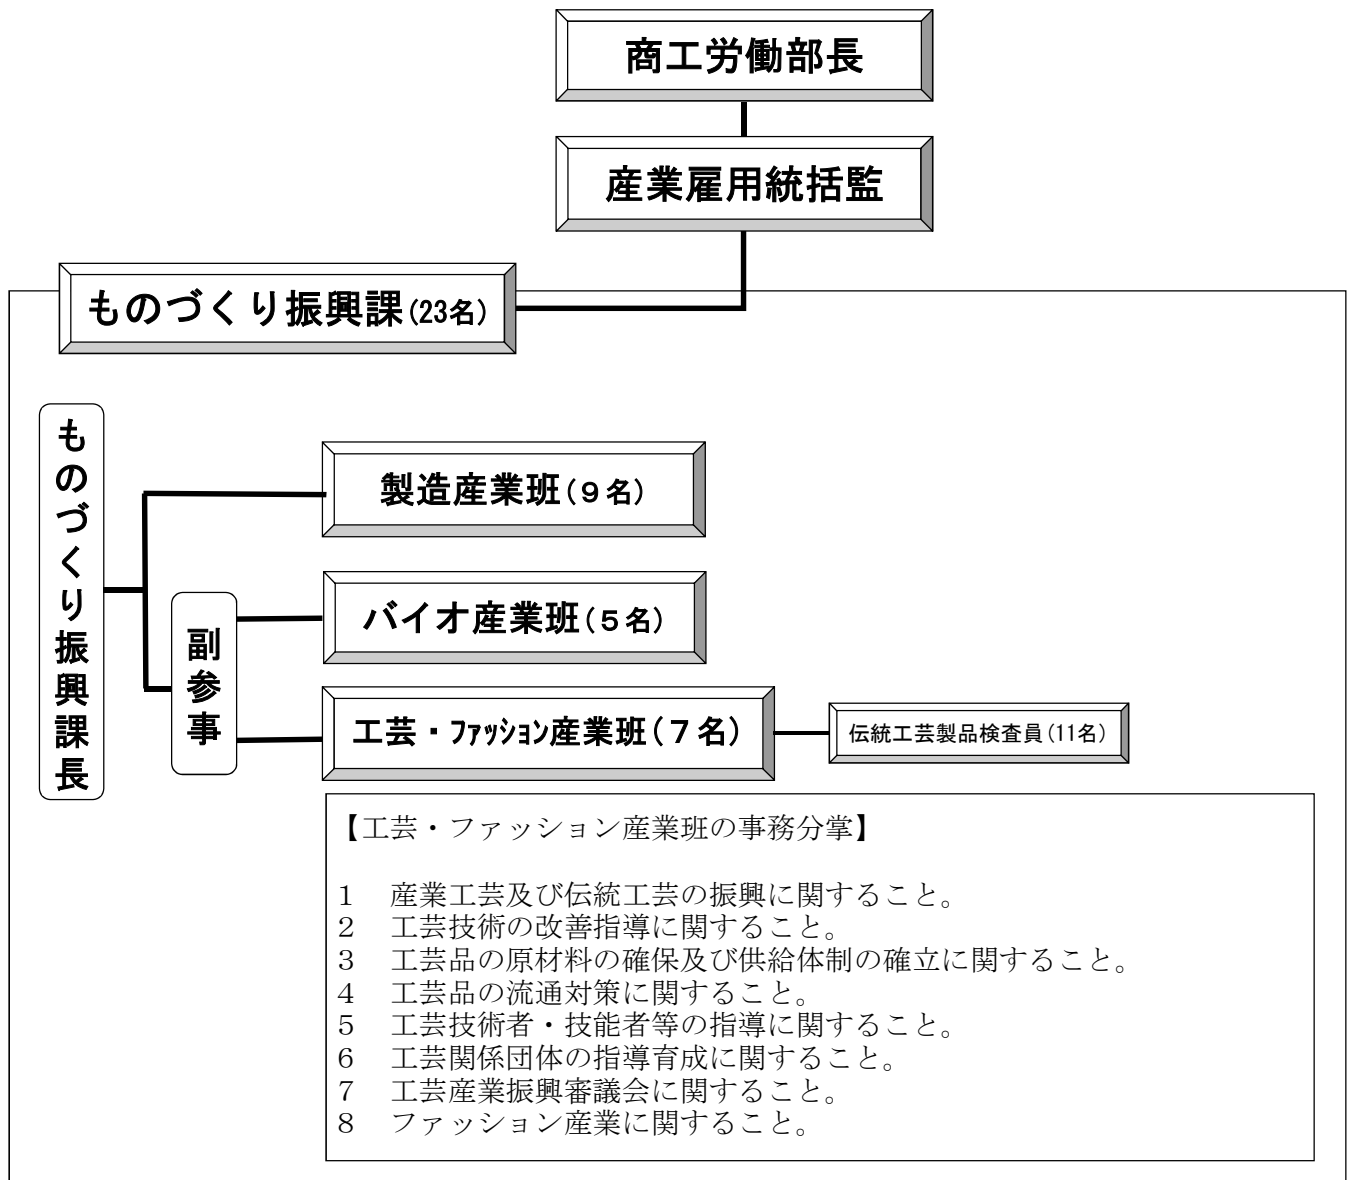 商工労働部長
産業雇用統括監
ものづくり振興課(23名)
ものづくり振興課長
製造産業班(９名)
副参事
バイオ産業班(５名)
工芸・ﾌｧｯｼｮﾝ産業班(７名)
伝統工芸製品検査員(11名)
【工芸・ファッション産業班の事務分掌】
１　産業工芸及び伝統工芸の振興に関すること。
２　工芸技術の改善指導に関すること。
３　工芸品の原材料の確保及び供給体制の確立に関すること。
４　工芸品の流通対策に関すること。
５　工芸技術者・技能者等の指導に関すること。
６　工芸関係団体の指導育成に関すること。
７　工芸産業振興審議会に関すること。
８　ファッション産業に関すること。